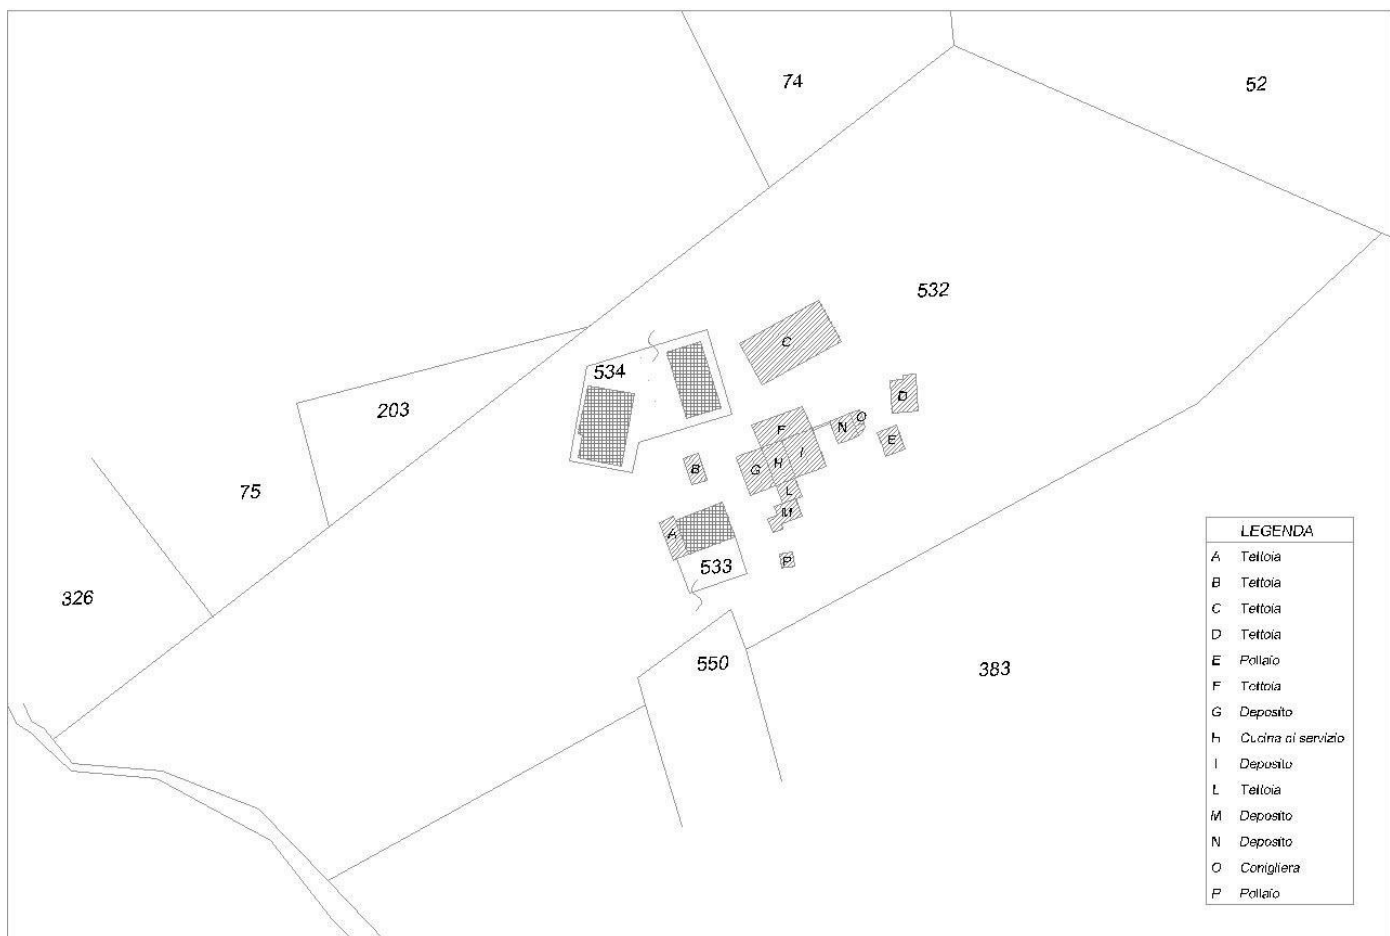 74
52
532
534
203
C
D
F
O
N
E
I
H
G
B
L
75
M
A
P
533
LEGENDA
A Tettoia
B Tettoia
C Tettoia
D Tettoia
E Pollaio
F Tettoia
G Deposito
H Cucina di servizio
I Deposito
L Tettoia
M Deposito
N Deposito
O Conigliera
P Pollaio
326
550
383